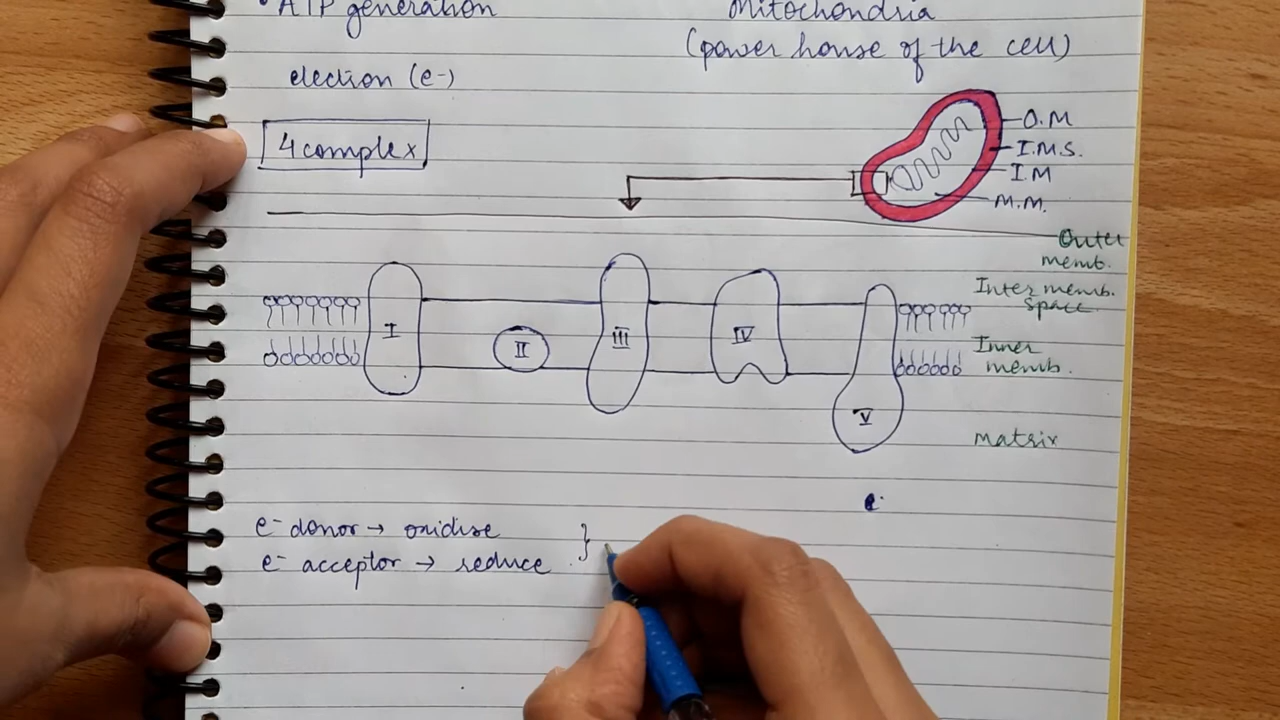 • ATP generation
Mitochondria
(power house of the cell)
electron (e-)
4 complex
O.M
I.M.S.
I.M
M.M.
Outer
memb.
Inter memb.
Space
I
II
III
IV
V
Inner
memb.
matrix
e- donor → oxidise
e- acceptor → reduce }